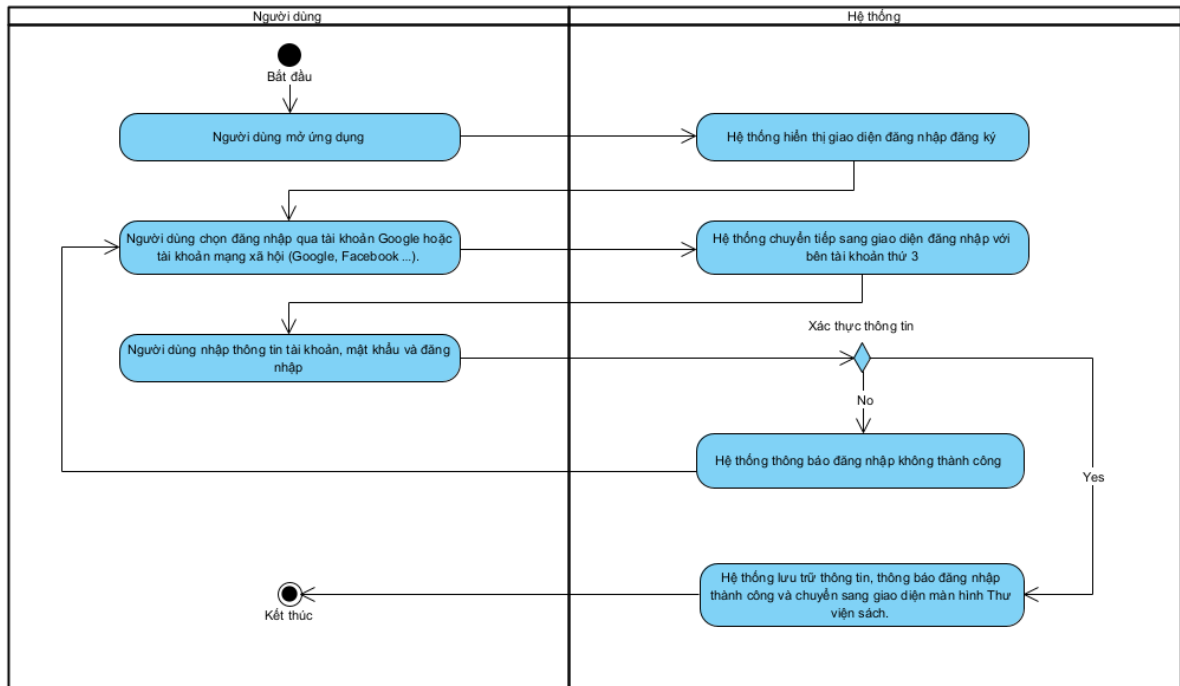 Người dùng
Hệ thống
Bắt đầu
Người dùng mở ứng dụng
Hệ thống hiển thị giao diện đăng nhập đăng ký
Người dùng chọn đăng nhập qua tài khoản Google hoặc
tài khoản mạng xã hội (Google, Facebook ...).
Hệ thống chuyển tiếp sang giao diện đăng nhập với
bên tài khoản thứ 3
Người dùng nhập thông tin tài khoản, mật khẩu và đăng
nhập
Xác thực thông tin
No
Hệ thống thông báo đăng nhập không thành công
Yes
Hệ thống lưu trữ thông tin, thông báo đăng nhập
thành công và chuyển sang giao diện màn hình Thư
viện sách.
Kết thúc